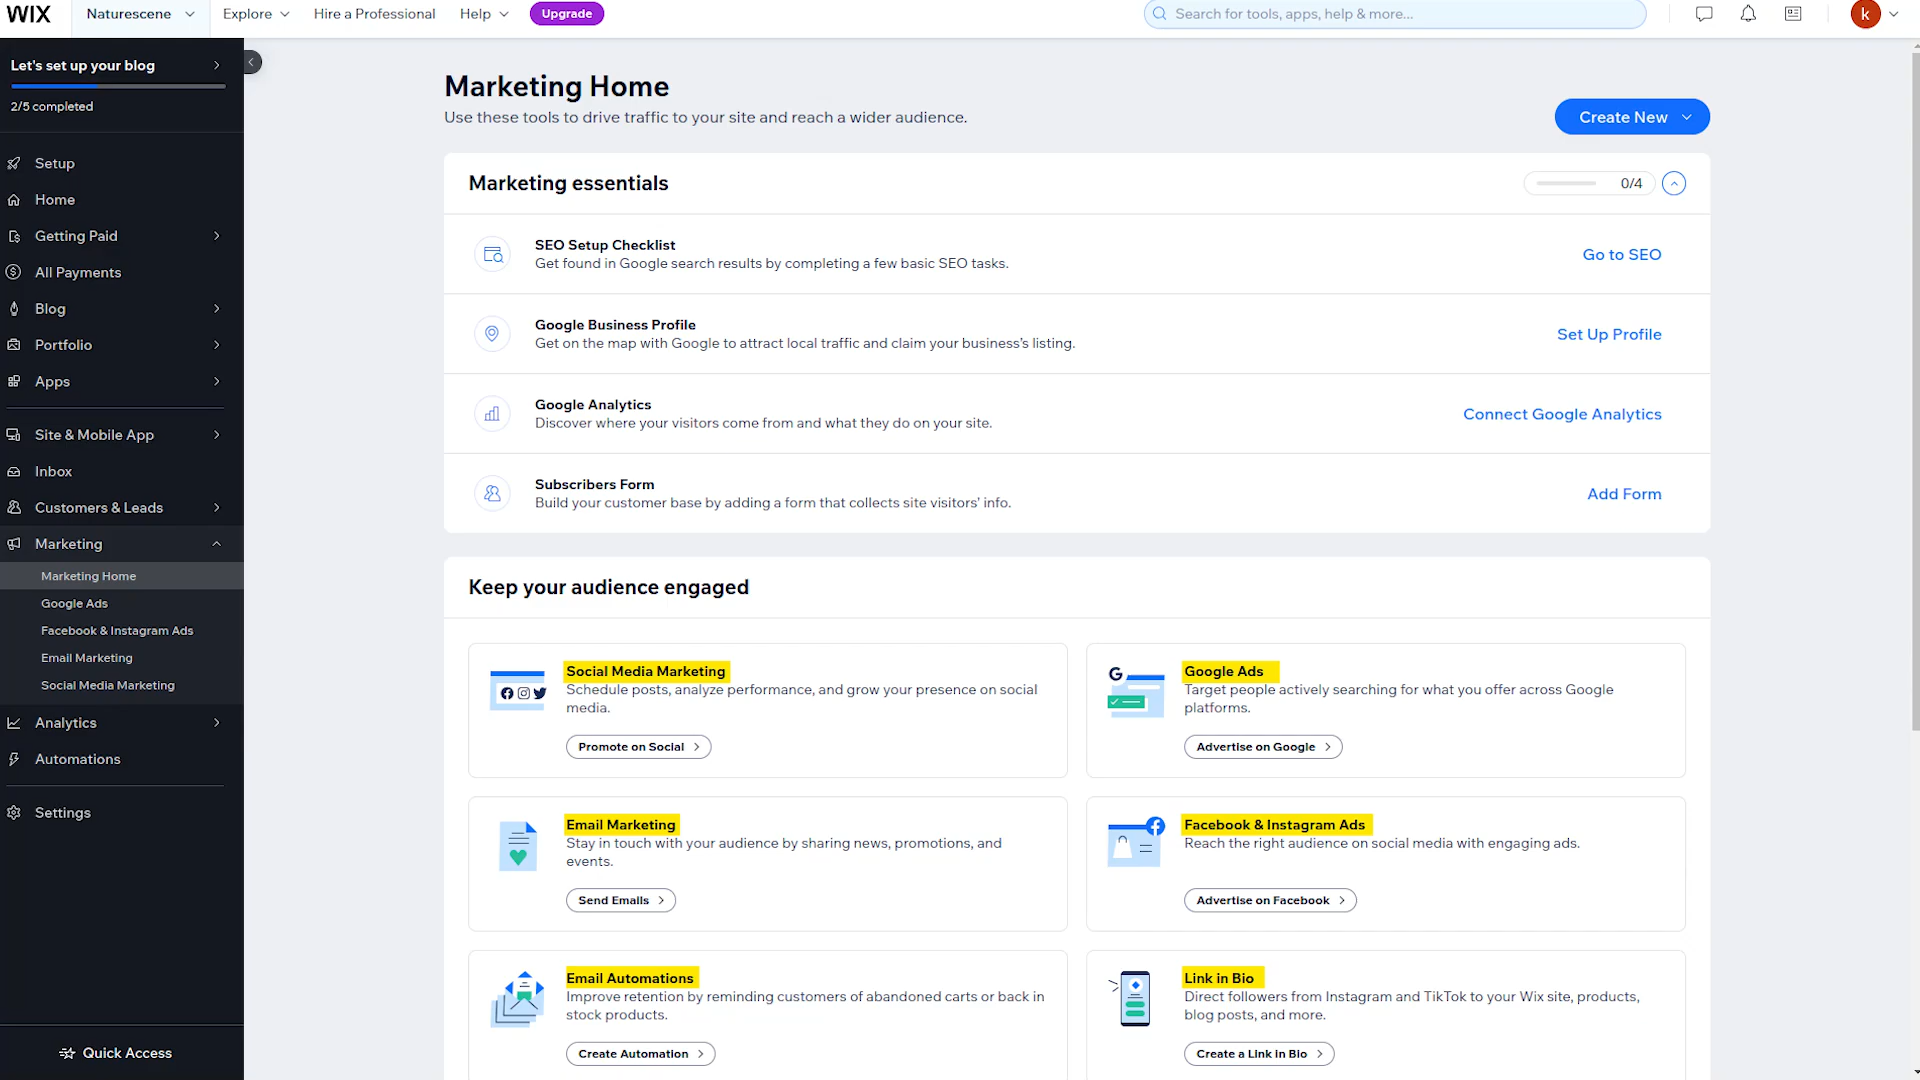 WIX
Naturescene
Explore
Hire a Professional
Help
Upgrade
Search for tools, apps, help & more...
k
Let's set up your blog
2/5 completed
Setup
Home
Getting Paid
All Payments
Blog
Portfolio
Apps
Site & Mobile App
Inbox
Customers & Leads
Marketing
Marketing Home
Google Ads
Facebook & Instagram Ads
Email Marketing
Social Media Marketing
Analytics
Automations
Settings
Quick Access
Marketing Home
Use these tools to drive traffic to your site and reach a wider audience.
Create New
Marketing essentials
0/4
SEO Setup Checklist
Get found in Google search results by completing a few basic SEO tasks.
Go to SEO
Google Business Profile
Get on the map with Google to attract local traffic and claim your business’s listing.
Set Up Profile
Google Analytics
Discover where your visitors come from and what they do on your site.
Connect Google Analytics
Subscribers Form
Build your customer base by adding a form that collects site visitors’ info.
Add Form
Keep your audience engaged
Social Media Marketing
Schedule posts, analyze performance, and grow your presence on social
media.
Promote on Social
G
Google Ads
Target people actively searching for what you offer across Google
platforms.
Advertise on Google
Email Marketing
Stay in touch with your audience by sharing news, promotions, and
events.
Send Emails
Facebook & Instagram Ads
Reach the right audience on social media with engaging ads.
Advertise on Facebook
Email Automations
Improve retention by reminding customers of abandoned carts or back in
stock products.
Create Automation
Link in Bio
Direct followers from Instagram and TikTok to your Wix site, products,
blog posts, and more.
Create a Link in Bio